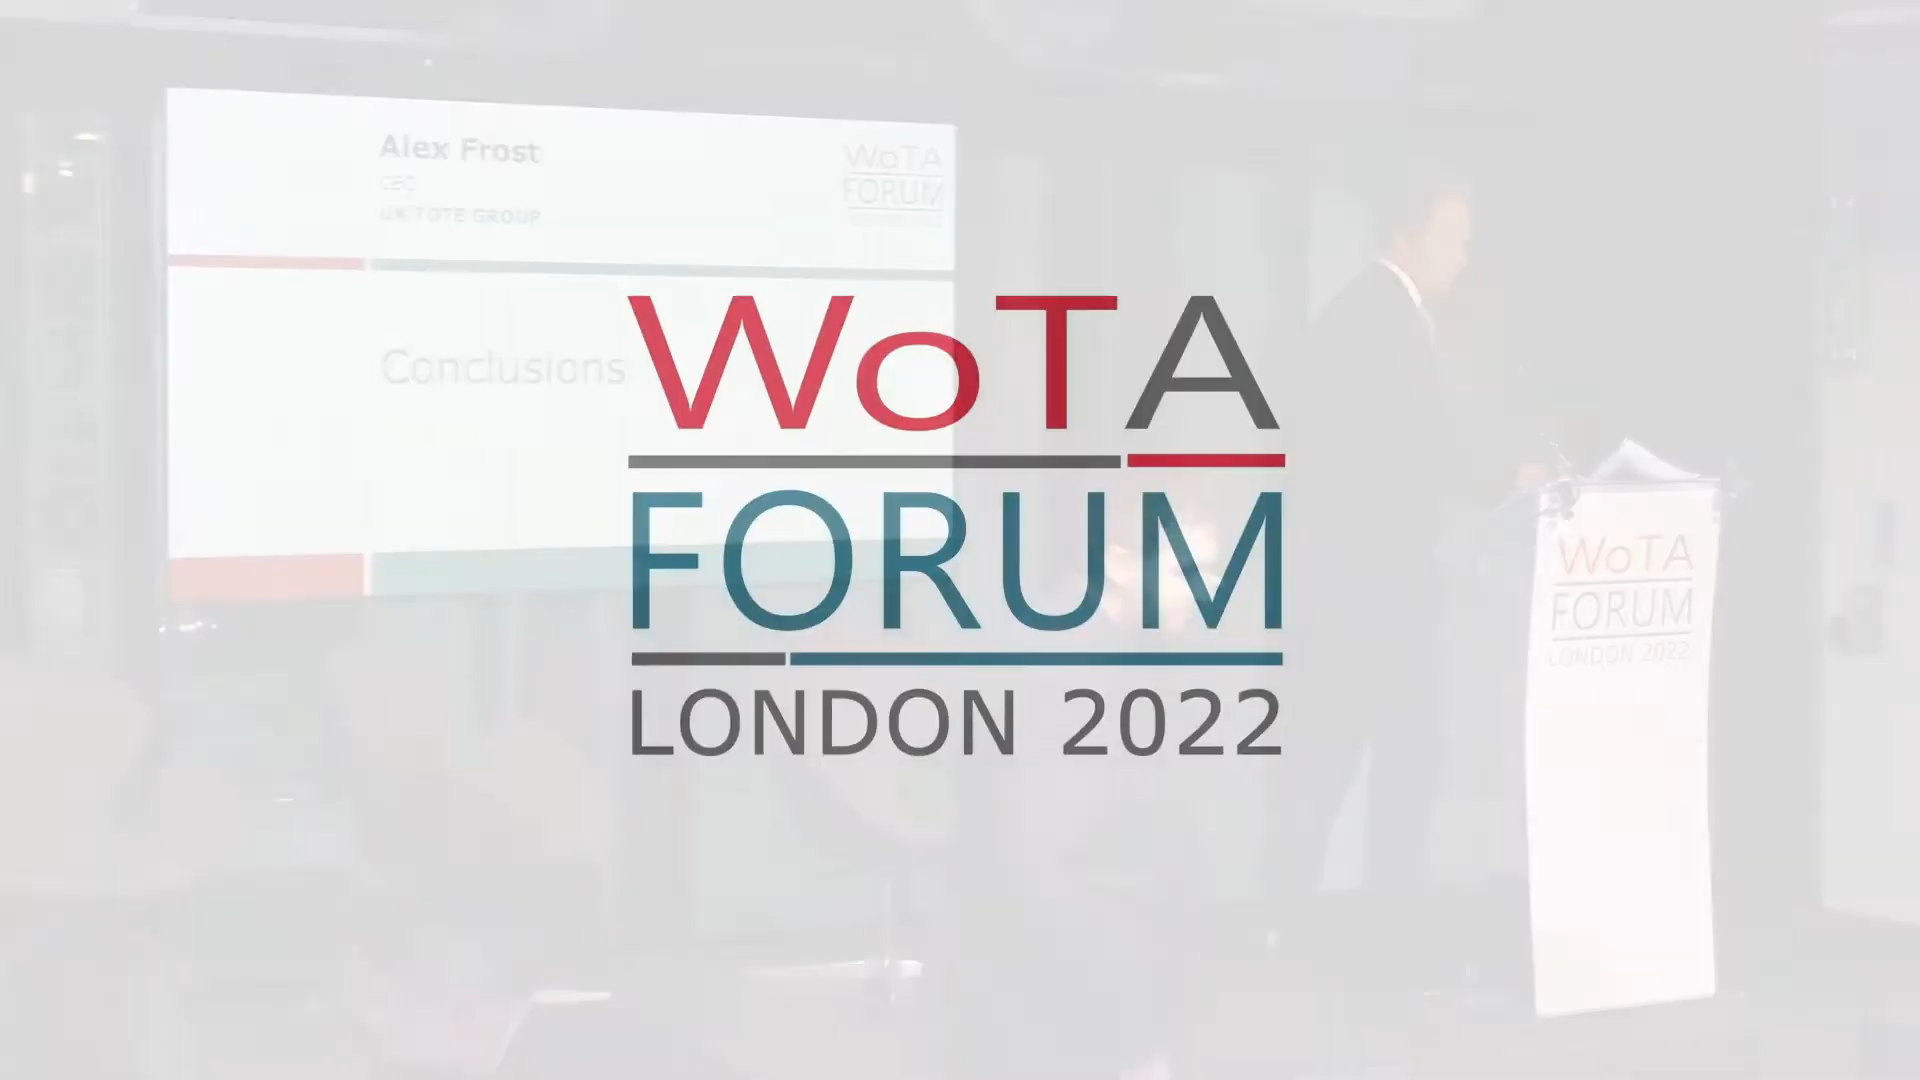 Alex Frost
CEO
UK TOTE GROUP
WoTA
FORUM
Conclusions
WoTA
FORUM
LONDON 2022
WoTA
FORUM
LONDON 2022